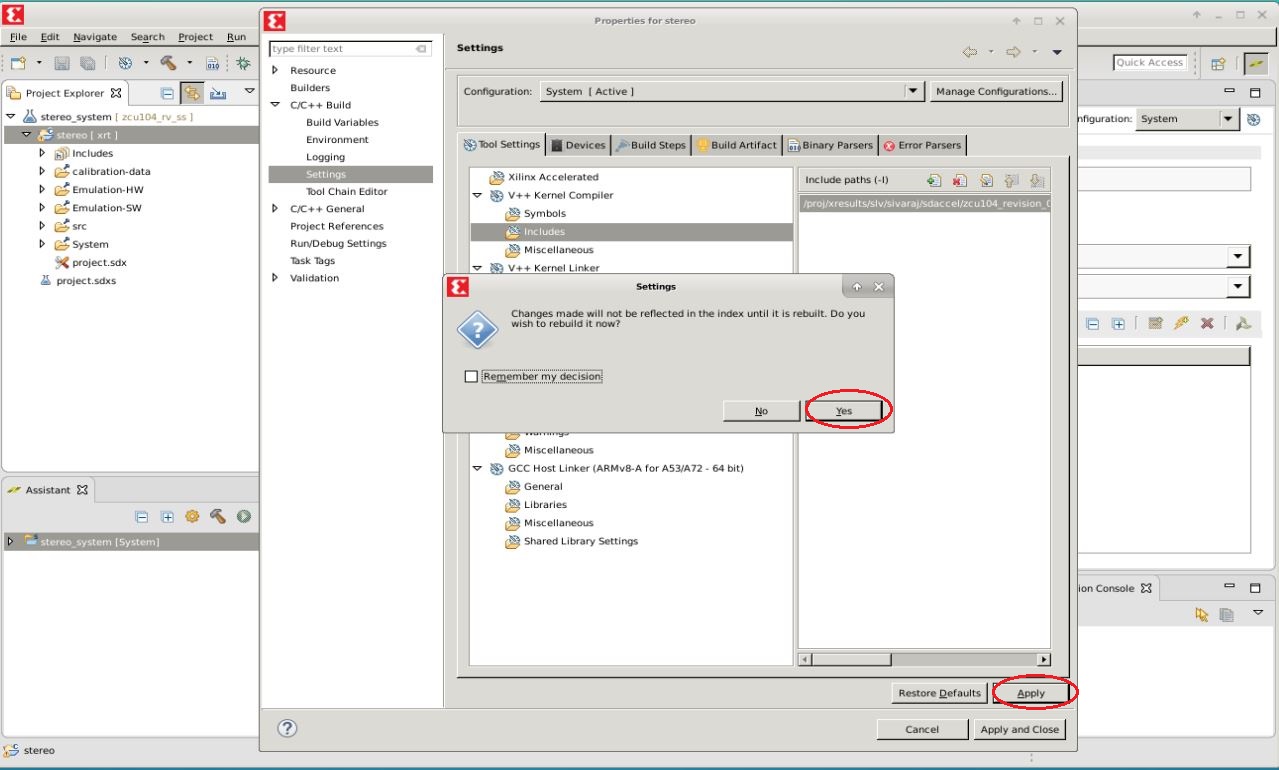 Properties for stereo
File Edit Navigate Search Project Run
Quick Access
Project Explorer
stereo_system [ zcu104_rv_ss ]
stereo [ xrt ]
Includes
calibration-data
Emulation-HW
Emulation-SW
src
System
project.sdx
project.sdxs
Assistant
stereo_system [System]
stereo
type filter text
Resource
Builders
C/C++ Build
Build Variables
Environment
Logging
Settings
Tool Chain Editor
C/C++ General
Project References
Run/Debug Settings
Task Tags
Validation
Settings
Configuration: System [ Active ] Manage Configurations...
Tool Settings Devices Build Steps Build Artifact Binary Parsers Error Parsers
Xilinx Accelerated
V++ Kernel Compiler
Symbols
Includes
Miscellaneous
V++ Kernel Linker
Include paths (-I)
/proj/xresults/slv/sivaraj/sdaccel/zcu104_revision_
Settings
Changes made will not be reflected in the index until it is rebuilt. Do you
wish to rebuild it now?
Remember my decision
No Yes
Warnings
Miscellaneous
GCC Host Linker (ARMv8-A for A53/A72 - 64 bit)
General
Libraries
Miscellaneous
Shared Library Settings
Restore Defaults Apply
Cancel Apply and Close
nfiguration: System
ion Console